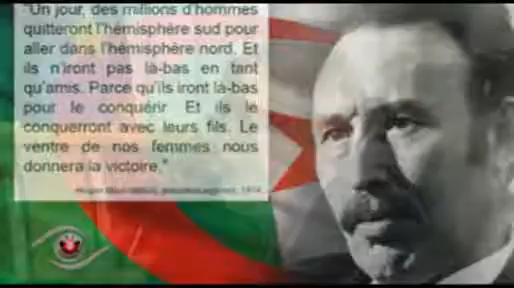 "Un jour, des millions d'hommes
quitteront l'hémisphère sud pour
aller dans l'hémisphère nord. Et
ils n'iront pas là-bas en tant
qu'amis. Parce qu'ils iront là-bas
pour le conquérir. Et ils le
conquerront avec leurs fils. Le
ventre de nos femmes nous
donnera la victoire."
1974